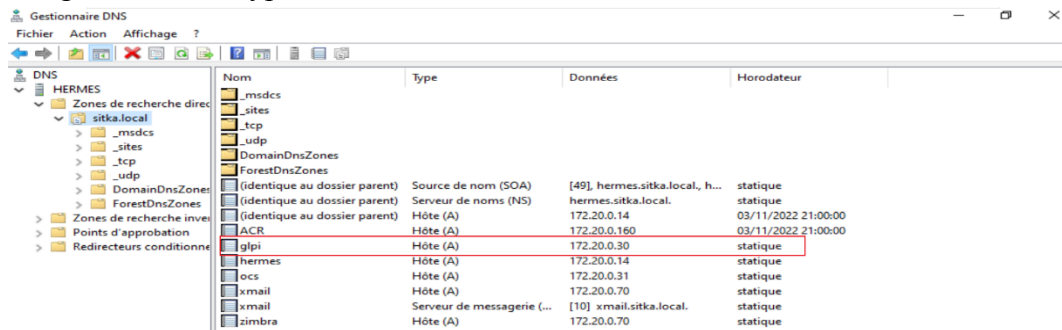 Gestionnaire DNS
Fichier Action Affichage ?
DNS
HERMES
Zones de recherche direc
sitka.local
_msdcs
_sites
_tcp
_udp
DomainDnsZones
ForestDnsZones
Zones de recherche inve
Points d'approbation
Redirecteurs conditionne
Nom Type Données Horodateur
_msdcs
_sites
_tcp
_udp
DomainDnsZones
ForestDnsZones
(identique au dossier parent) Source de nom (SOA) [49], hermes.sitka.local., h... statique
(identique au dossier parent) Serveur de noms (NS) hermes.sitka.local. statique
(identique au dossier parent) Hôte (A) 172.20.0.14 03/11/2022 21:00:00
ACR Hôte (A) 172.20.0.160 03/11/2022 21:00:00
glpi Hôte (A) 172.20.0.30 statique
hermes Hôte (A) 172.20.0.14 statique
ocs Hôte (A) 172.20.0.31 statique
xmail Hôte (A) 172.20.0.70 statique
xmail Serveur de messagerie (... [10] xmail.sitka.local. statique
zimbra Hôte (A) 172.20.0.70 statique